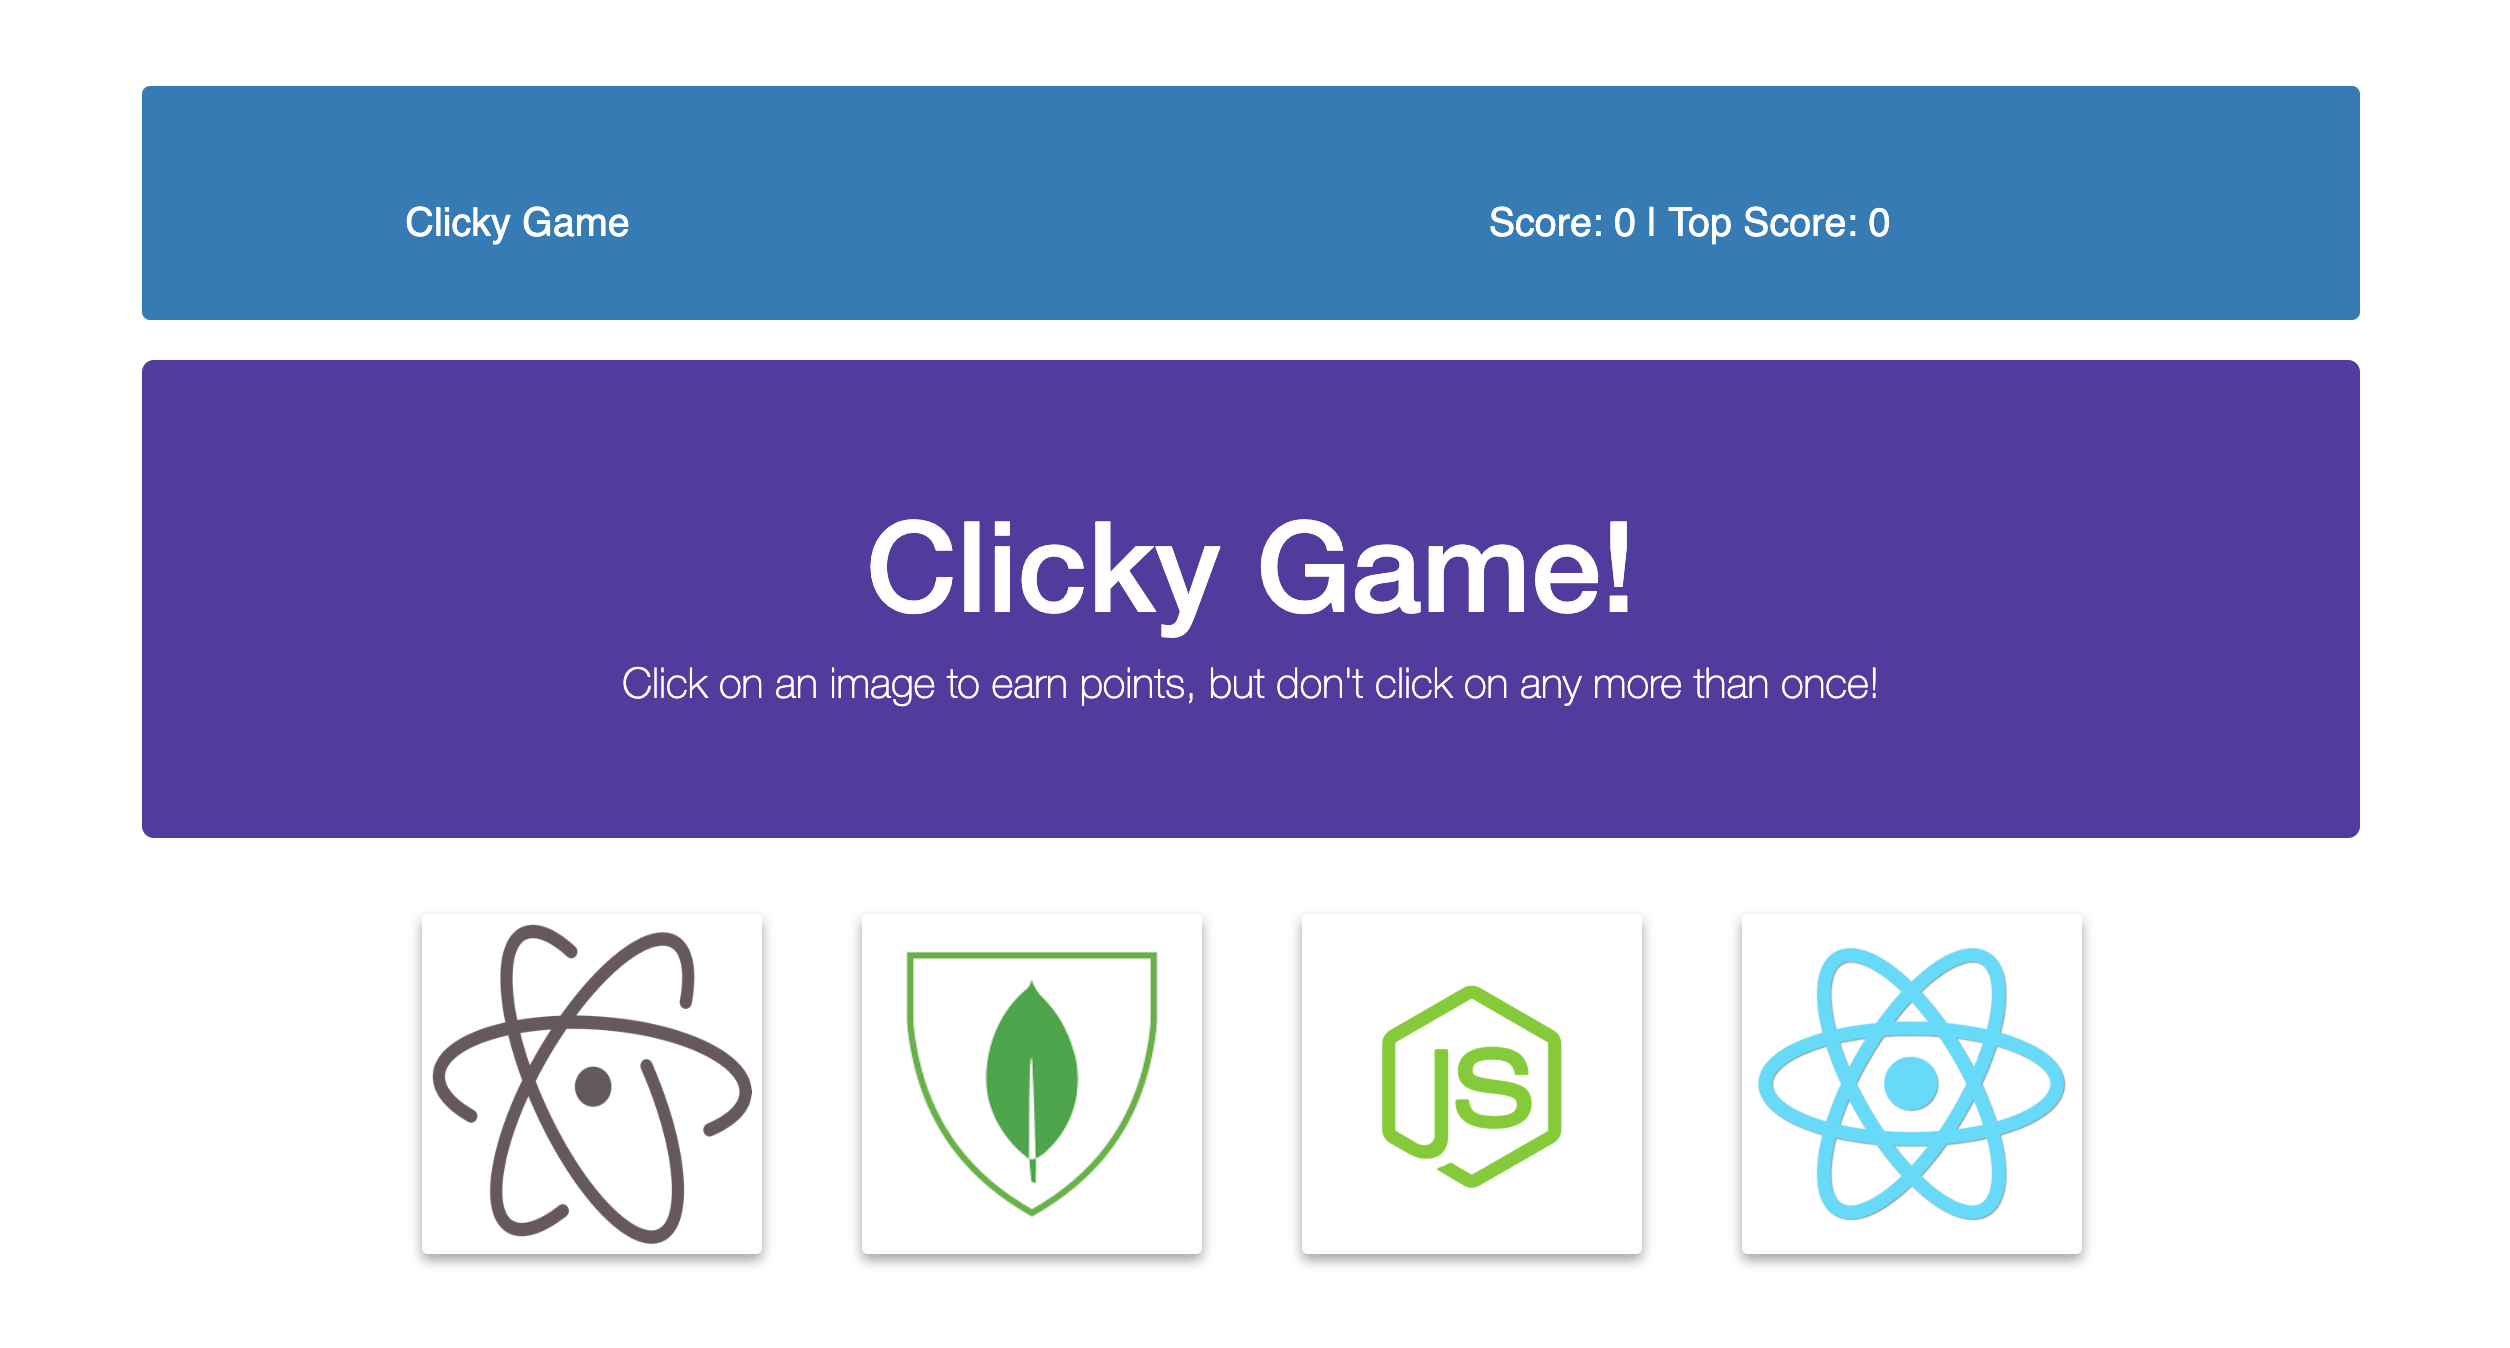 Clicky Game
Score: 0 | Top Score: 0
Clicky Game!
Click on an image to earn points, but don't click on any more than once!
JS